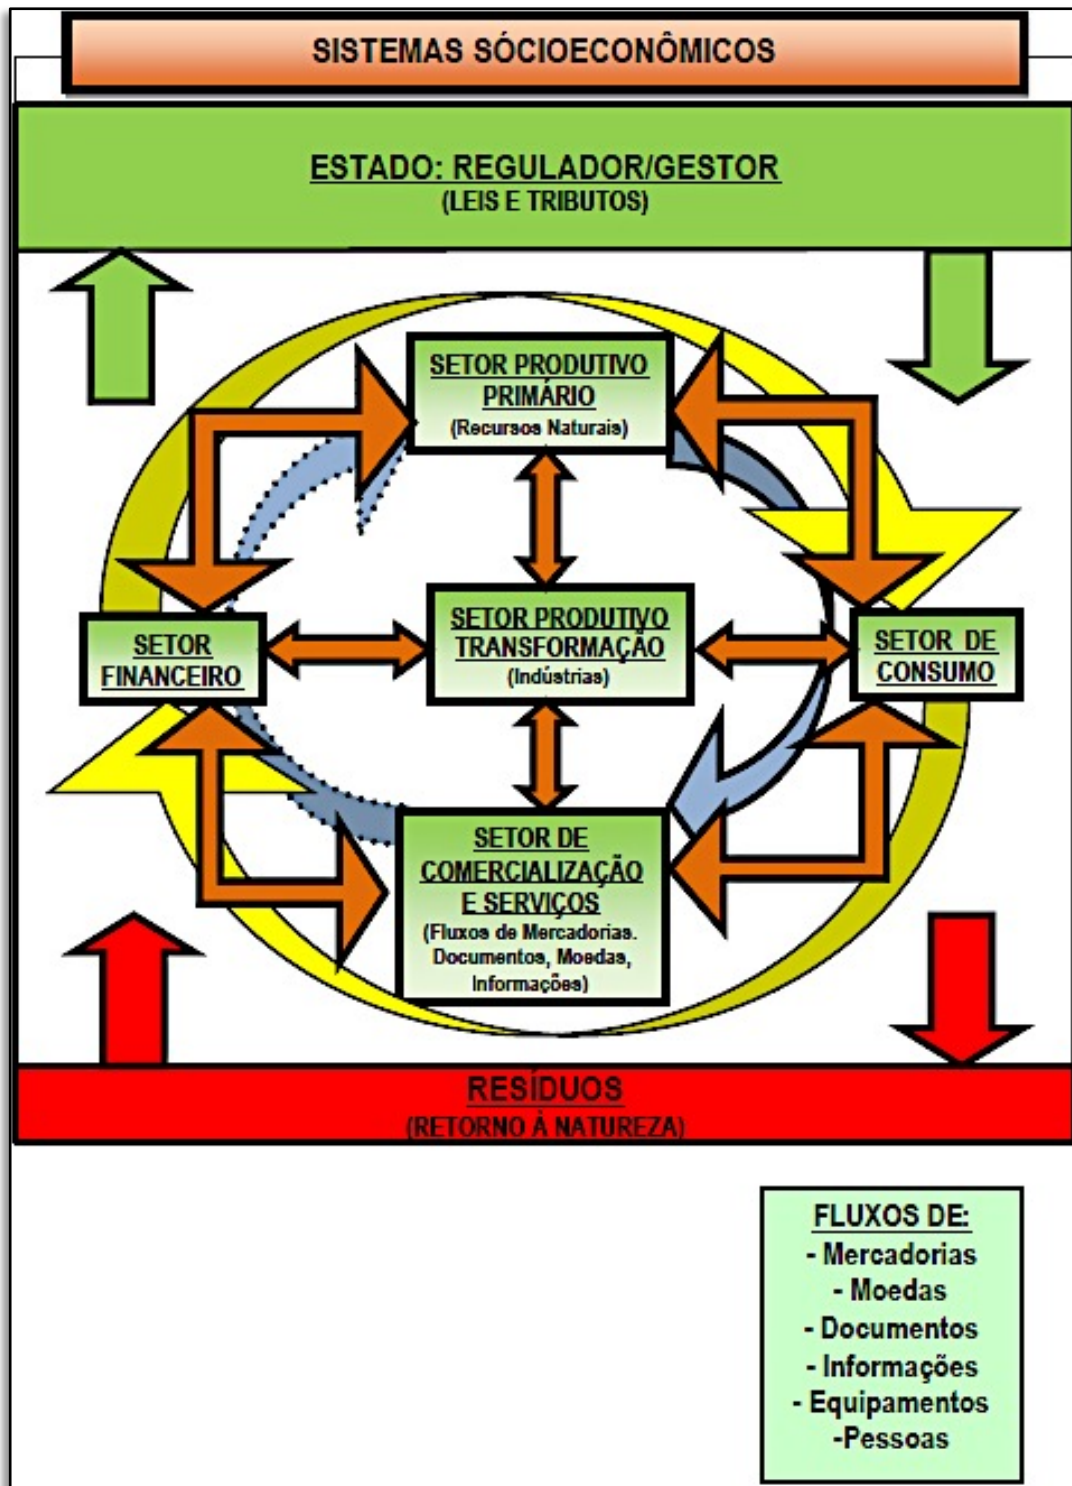 SISTEMAS SÓCIOECONÔMICOS
ESTADO: REGULADOR/GESTOR
(LEIS E TRIBUTOS)
SETOR PRODUTIVO
PRIMÁRIO
(Recursos Naturais)
SETOR
FINANCEIRO
SETOR PRODUTIVO
TRANSFORMAÇÃO
(Indústrias)
SETOR DE
CONSUMO
SETOR DE
COMERCIALIZAÇÃO
E SERVIÇOS
(Fluxos de Mercadorias.
Documentos, Moedas,
Informações)
RESÍDUOS
(RETORNO À NATUREZA)
FLUXOS DE:
- Mercadorias
- Moedas
- Documentos
- Informações
- Equipamentos
-Pessoas